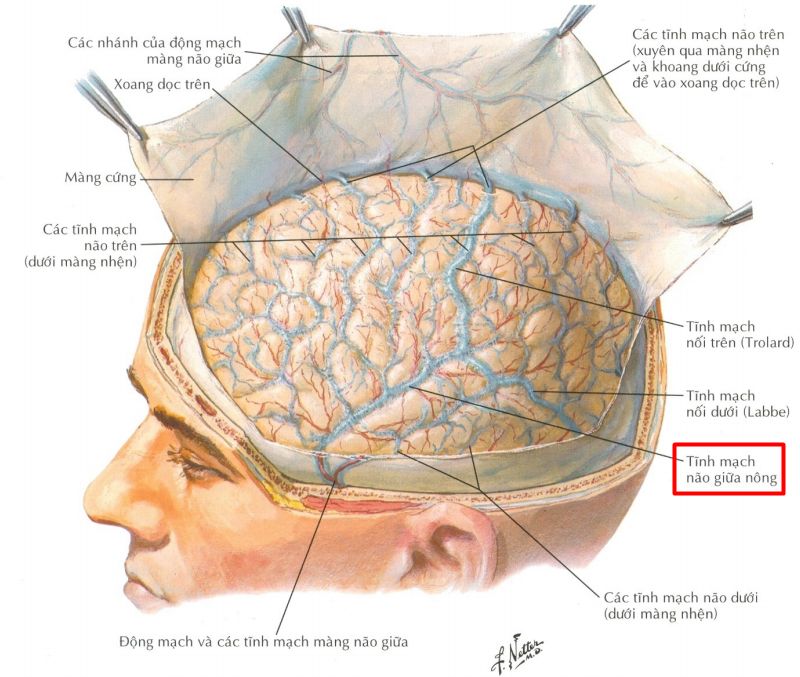 Các nhánh của động mạch
màng não giữa
Xoang dọc trên
Màng cứng
Các tĩnh mạch
não trên
(dưới màng nhện)
Các tĩnh mạch não trên
(xuyên qua màng nhện
và khoang dưới cứng
để vào xoang dọc trên)
Tĩnh mạch
nối trên (Trolard)
Tĩnh mạch
nối dưới (Labbe)
Tĩnh mạch
não giữa nông
Các tĩnh mạch não dưới
(dưới màng nhện)
Động mạch và các tĩnh mạch màng não giữa
F. Netter
M.D.